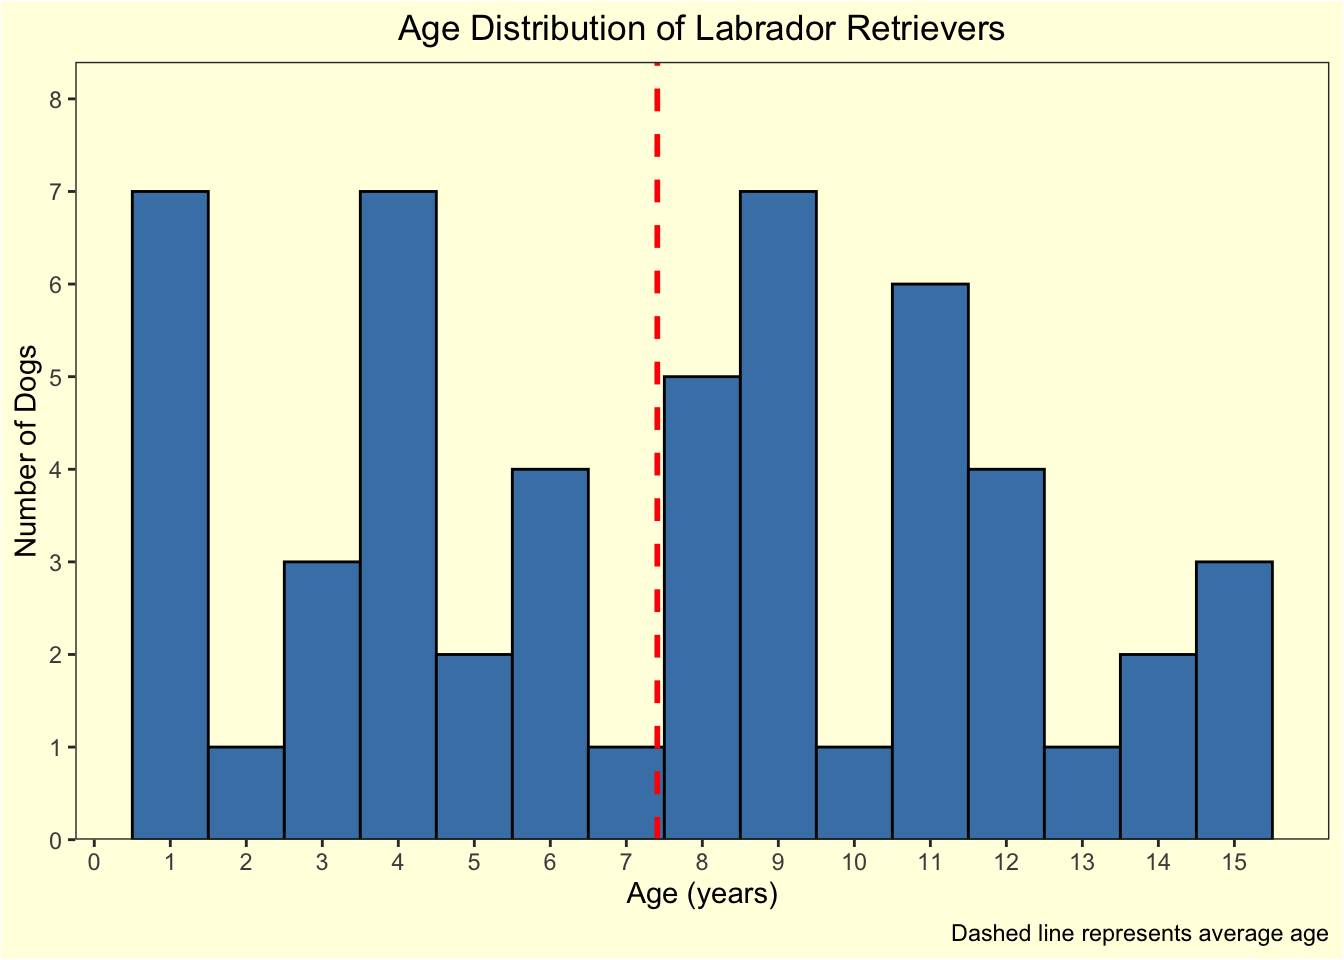 Age Distribution of Labrador Retrievers
Number of Dogs
8
7
6
5
4
3
2
1
0
0 1 2 3 4 5 6 7 8 9 10 11 12 13 14 15
Age (years)
Dashed line represents average age